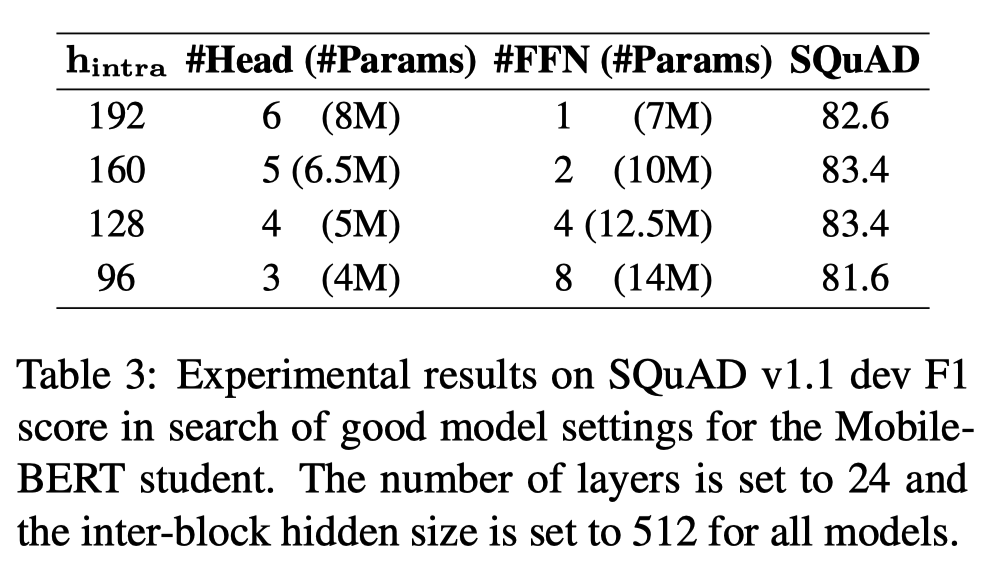 h_intra #Head (#Params) #FFN (#Params) SQuAD
192 6 (8M) 1 (7M) 82.6
160 5 (6.5M) 2 (10M) 83.4
128 4 (5M) 4 (12.5M) 83.4
96 3 (4M) 8 (14M) 81.6
Table 3: Experimental results on SQuAD v1.1 dev F1
score in search of good model settings for the Mobile-
BERT student. The number of layers is set to 24 and
the inter-block hidden size is set to 512 for all models.